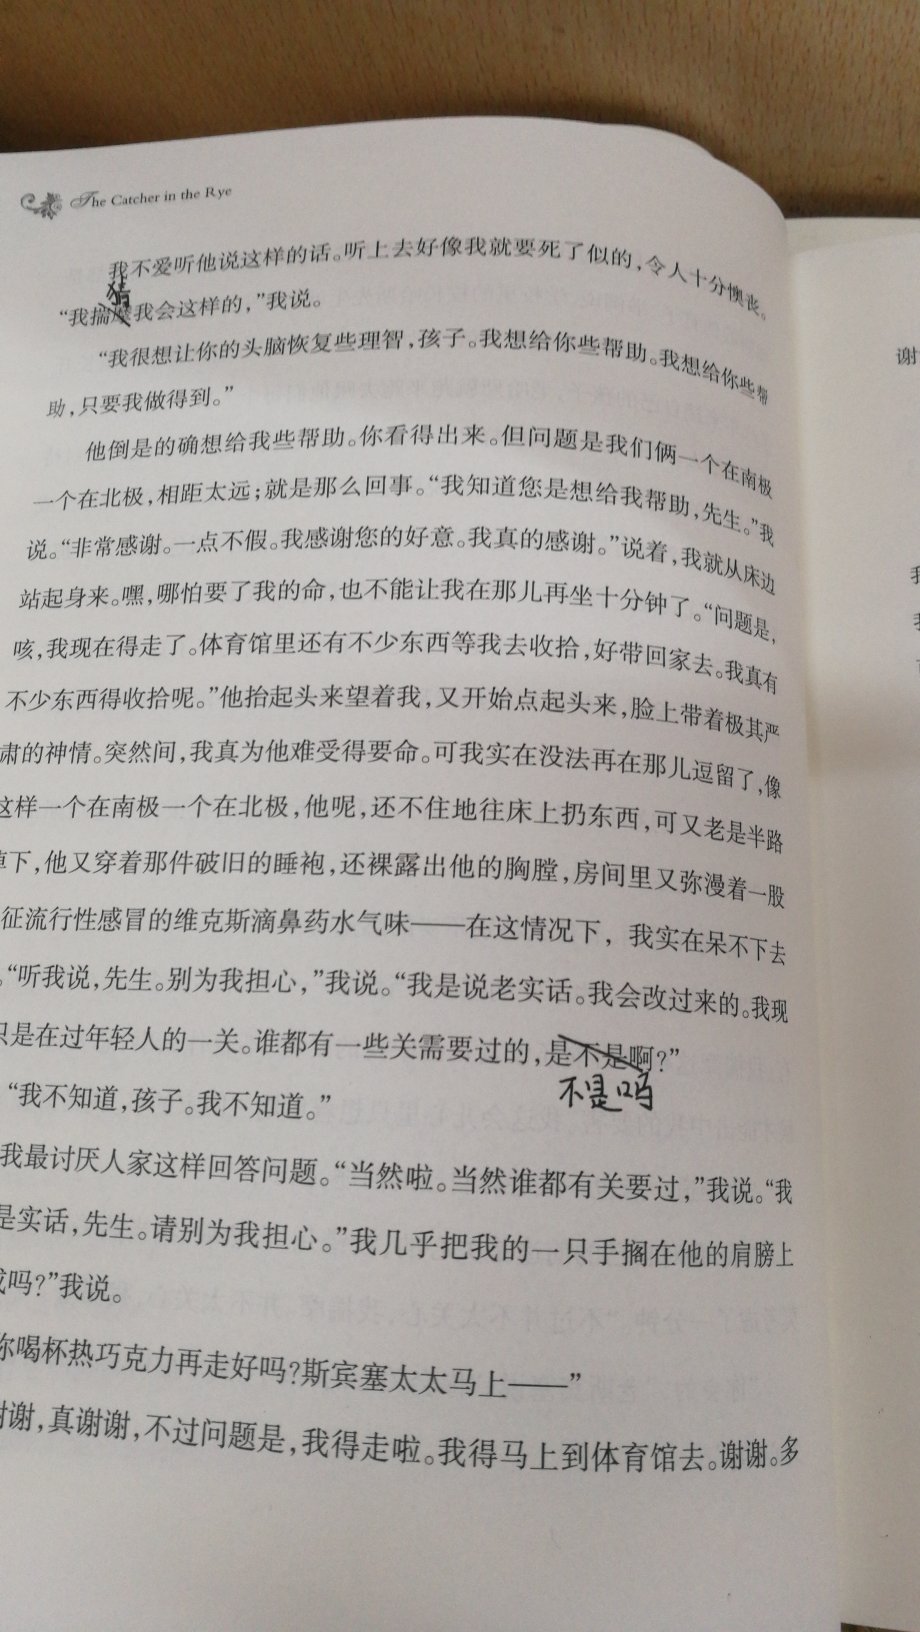 The Catcher in the Rye
我不爱听他说这样的话。听上去好像我就要死了似的，令人十分懊丧。
猜
“我揣摩我会这样的，”我说。
“我很想让你的头脑恢复些理智，孩子。我想给你些帮助。我想给你些帮
助，只要我做得到。”
他倒是的确想给我些帮助。你看得出来。但问题是我们俩一个在南极
一个在北极，相距太远；就是那么回事。“我知道您是想给我帮助，先生。”我
说。“非常感谢。一点不假。我感谢您的好意。我真的感谢。”说着，我就从床边
站起身来。嘿，哪怕要了我的命，也不能让我在那儿再坐十分钟了。“问题是，
咳，我现在得走了。体育馆里还有不少东西等我去收拾，好带回家去。我真有
不少东西得收拾呢。”他抬起头来望着我，又开始点起头来，脸上带着极其严
肃的神情。突然间，我真为他难受得要命。可我实在没法再在那儿逗留了，像
这样一个在南极一个在北极，他呢，还不住地往床上扔东西，可又老是半路
掉下，他又穿着那件破旧的睡袍，还裸露出他的胸膛，房间里又弥漫着一股
征流行性感冒的维克斯滴鼻药水气味——在这情况下，我实在呆不下去
。“听我说，先生。别为我担心，”我说。“我是说老实话。我会改过来的。我现
只是在过年轻人的一关。谁都有一些关需要过的，是不是啊？”
不是吗
“我不知道，孩子。我不知道。”
我最讨厌人家这样回答问题。“当然啦。当然谁都有关要过，”我说。“我
是实话，先生。请别为我担心。”我几乎把我的一只手搁在他的肩膀上
成吗？”我说。
你喝杯热巧克力再走好吗？斯宾塞太太马上——”
谢谢，真谢谢，不过问题是，我得走啦。我得马上到体育馆去。谢谢。多
谢